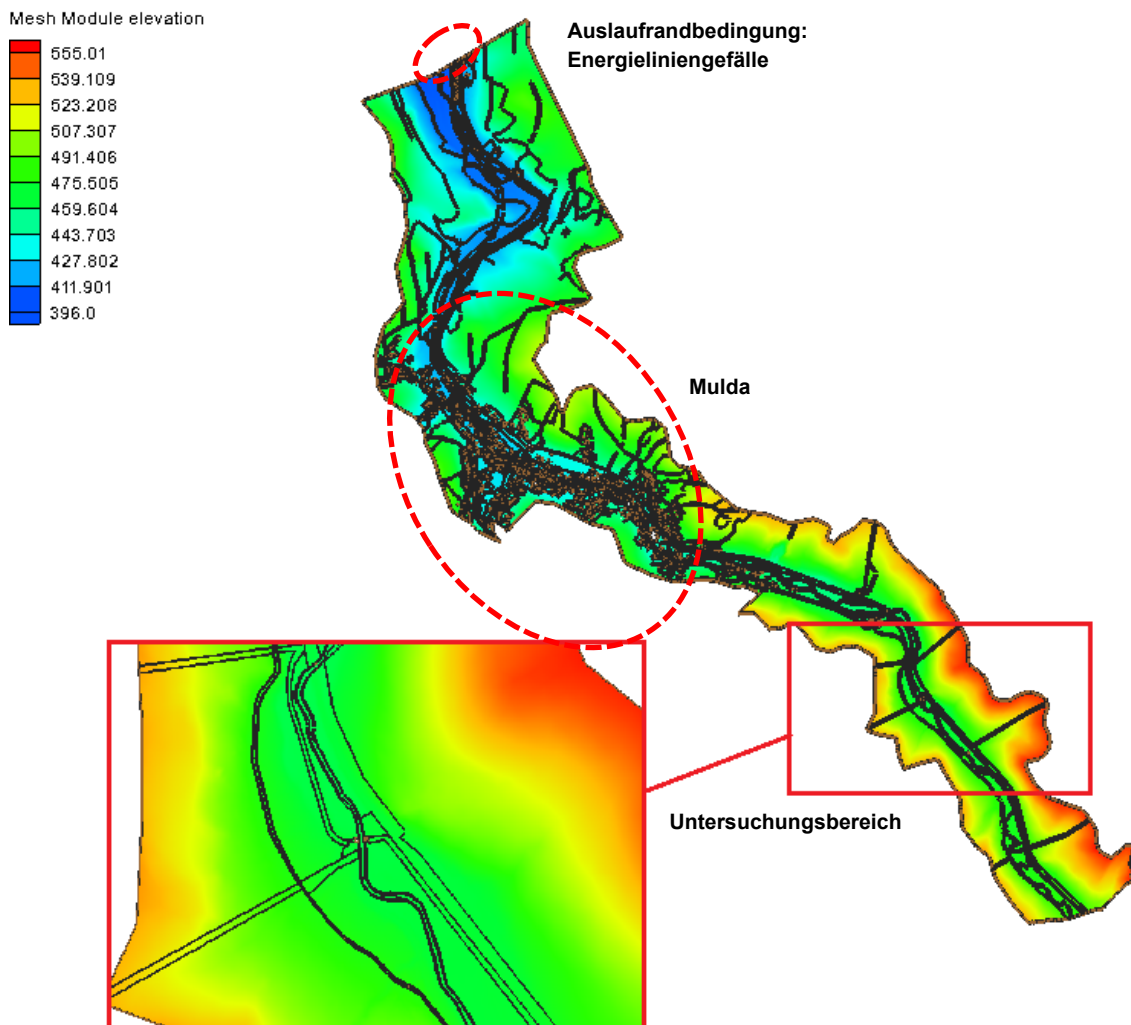 Mesh Module elevation
555.01
539.109
523.208
507.307
491.406
475.505
459.604
443.703
427.802
411.901
396.0
Auslaufrandbedingung:
Energieliniengefälle
Mulda
Untersuchungsbereich